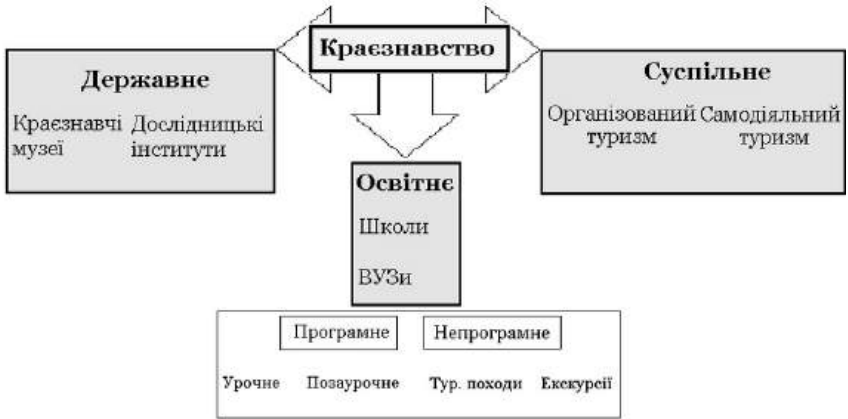 Краєзнавство
Державне
Краєзнавчі Дослідницькі
музеї інститути
Суспільне
Організований Самодіяльний
туризм туризм
Освітнє
Школи
ВУЗи
Програмне Непрограмне
Урочне Позаурочне Тур. походи Екскурсії